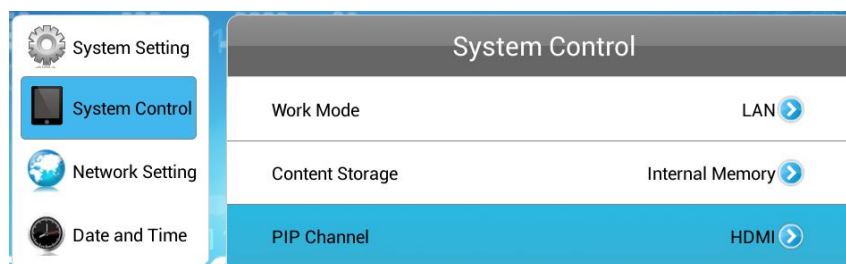 System Setting
System Control
Network Setting
Date and Time
System Control
Work Mode LAN
Content Storage Internal Memory
PIP Channel HDMI